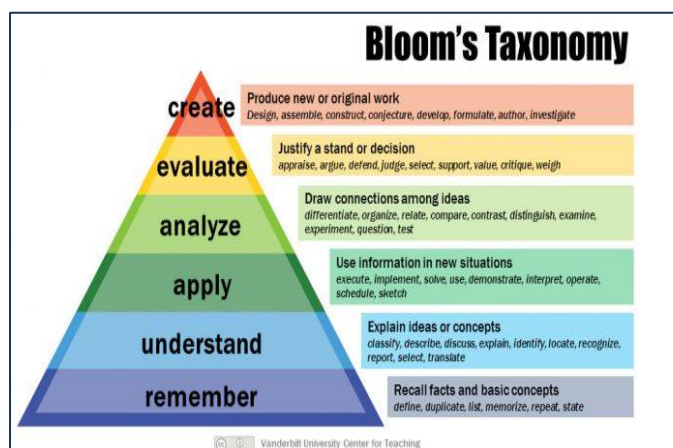 Bloom's Taxonomy
create
Produce new or original work
Design, assemble, construct, conjecture, develop, formulate, author, investigate
evaluate
Justify a stand or decision
appraise, argue, defend, judge, select, support, value, critique, weigh
analyze
Draw connections among ideas
differentiate, organize, relate, compare, contrast, distinguish, examine,
experiment, question, test
apply
Use information in new situations
execute, implement, solve, use, demonstrate, interpret, operate,
schedule, sketch
understand
Explain ideas or concepts
classify, describe, discuss, explain, identify, locate, recognize,
report, select, translate
remember
Recall facts and basic concepts
define, duplicate, list, memorize, repeat, state
cc
Vanderbilt University Center for Teaching